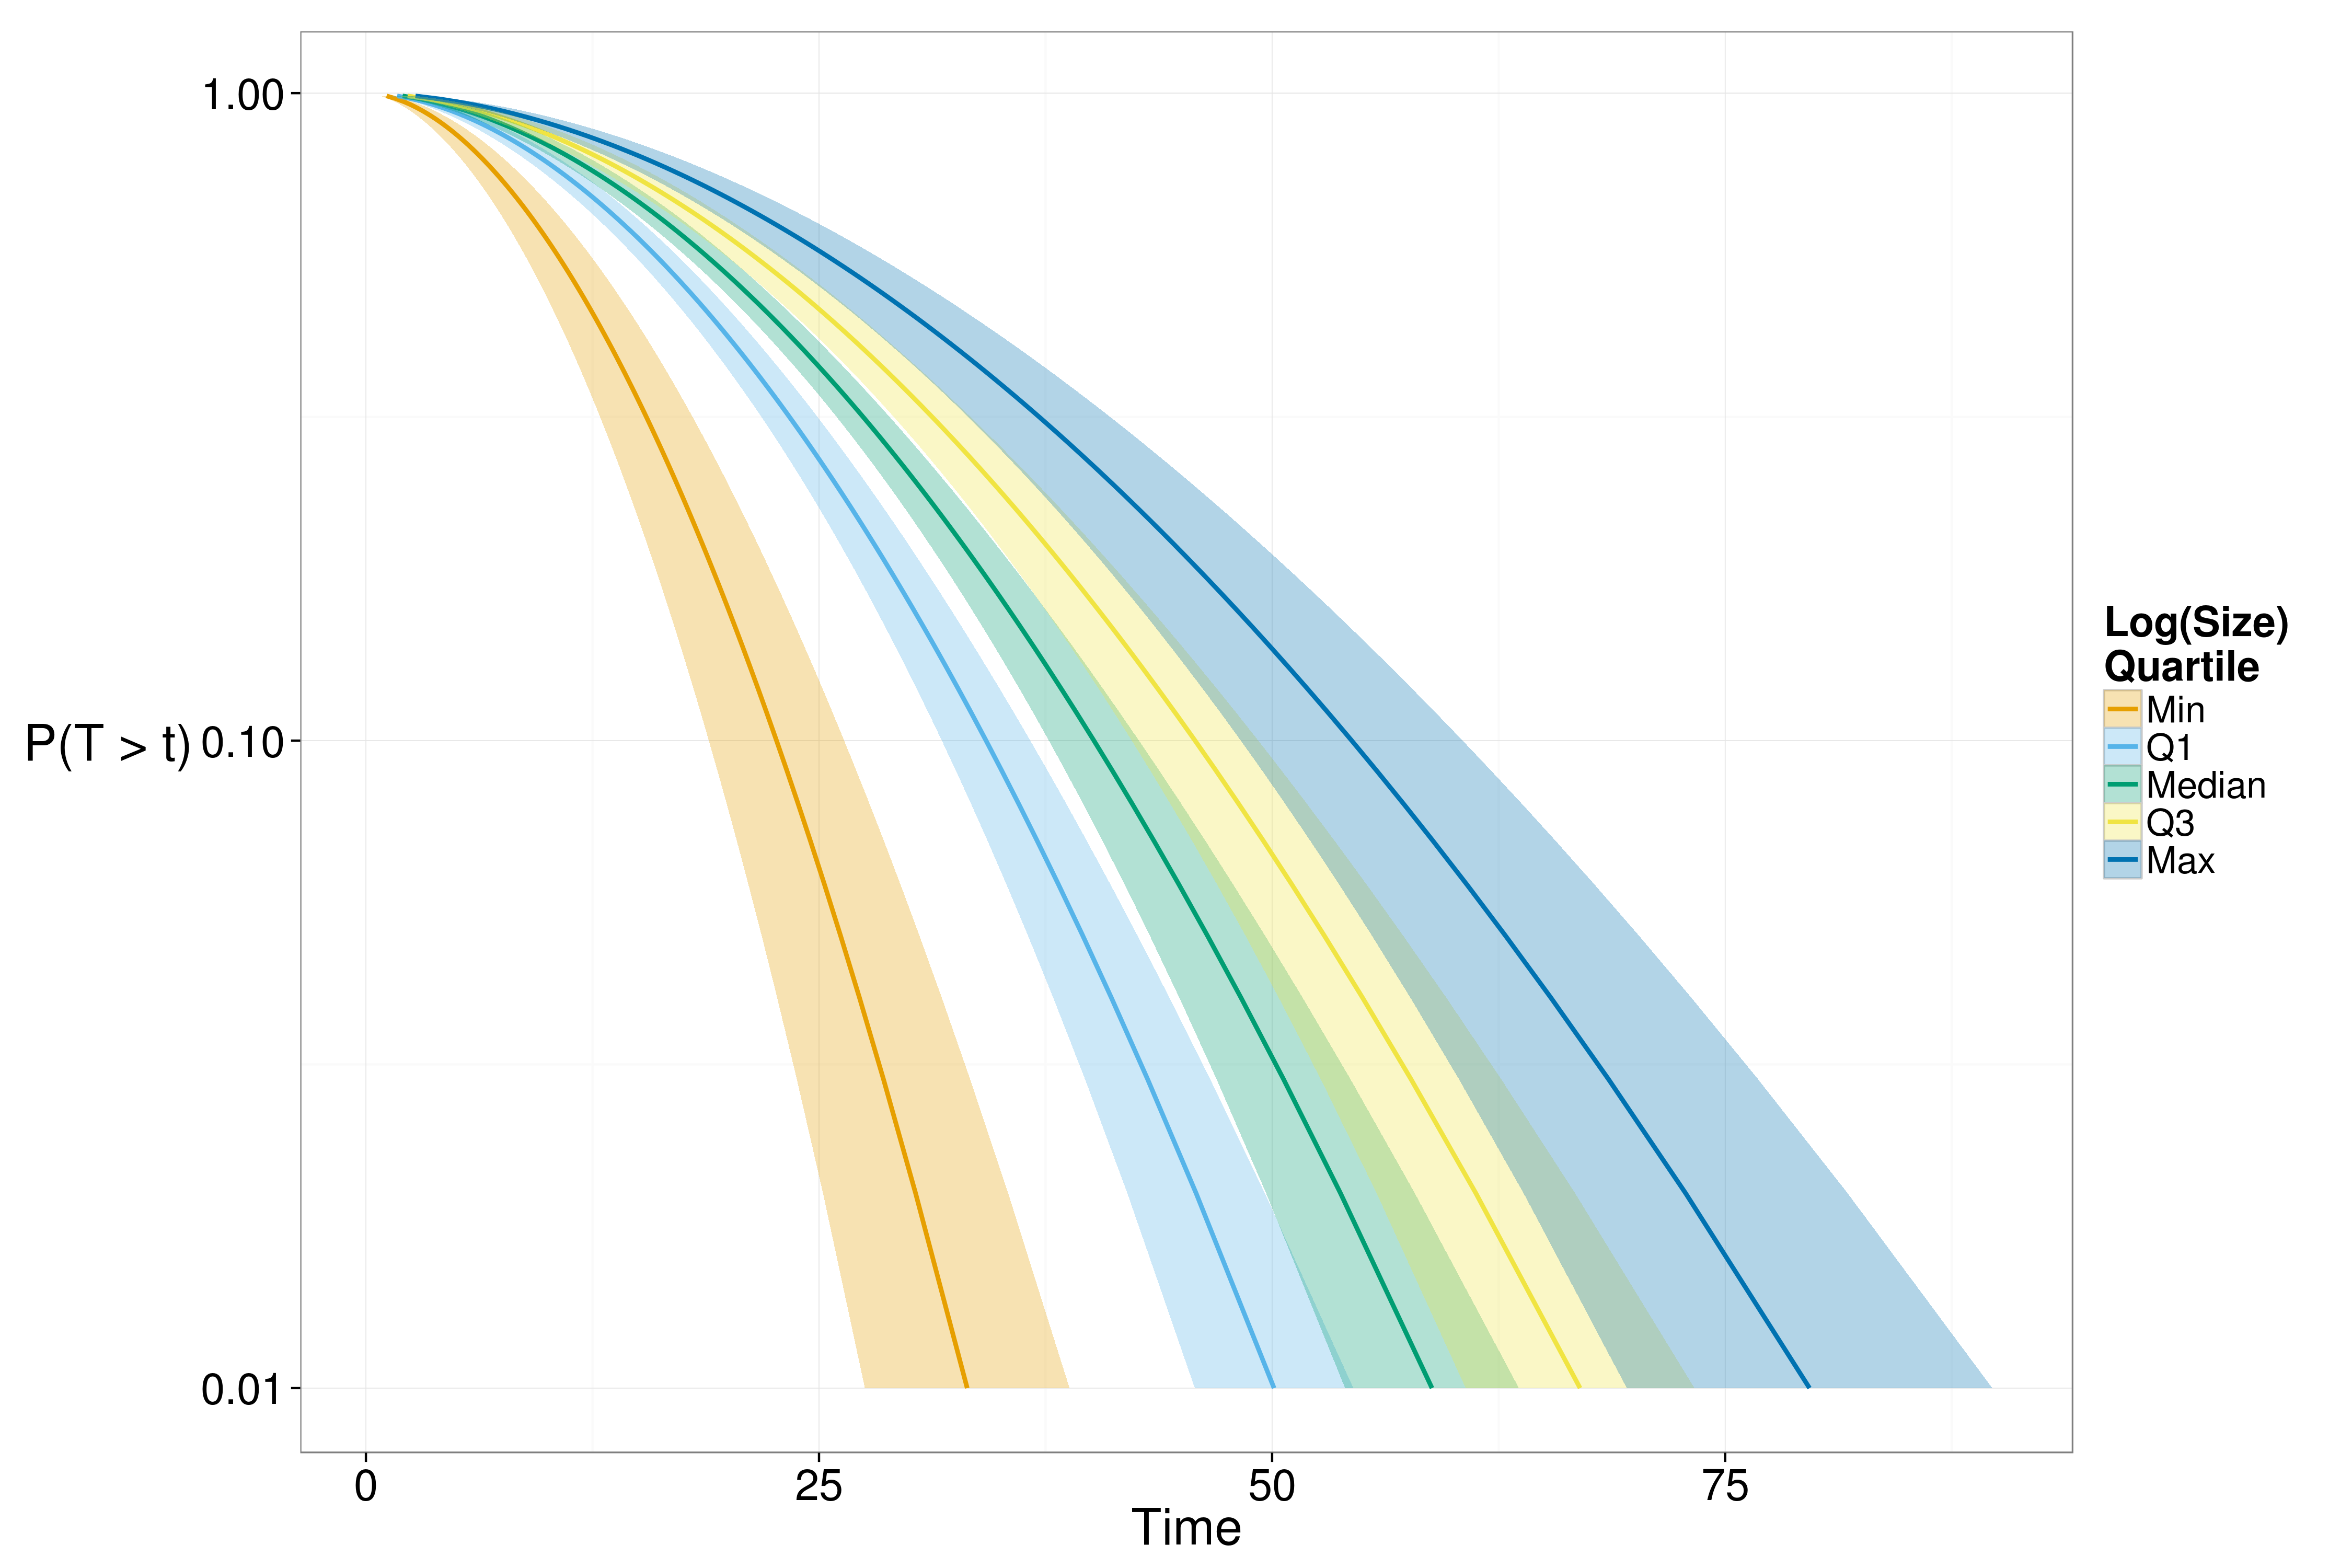 1.00
P(T > t) 0.10
0.01
0 25 50 75
Time
Log(Size)
Quartile
Min
Q1
Median
Q3
Max